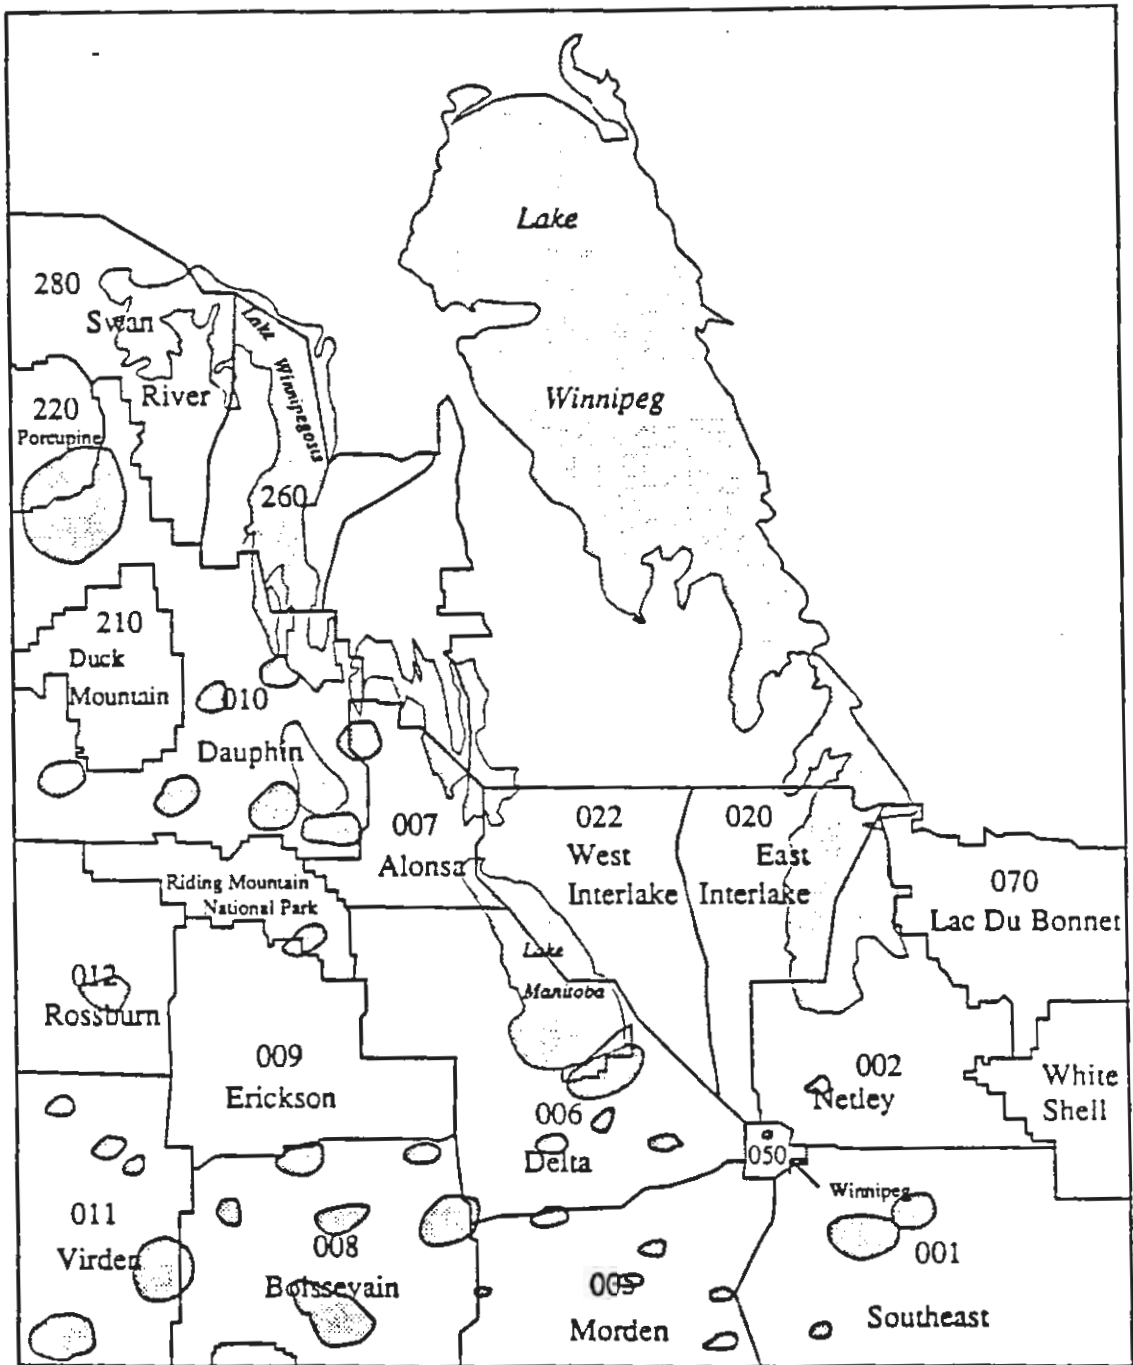 Lake
280
Swan
Lake
River
Winnipegosis
Winnipeg
220
Porcupine
260
210
Duck
Mountain
010
Dauphin
007
Alonsa
022
West
Interlake
020
East
Interlake
070
Lac Du Bonnet
Riding Mountain
National Park
Lake
Manitoba
012
Rossburn
009
Erickson
006
Delta
002
Netley
White
Shell
050
Winnipeg
011
Virden
008
Boissevain
005
Morden
001
Southeast